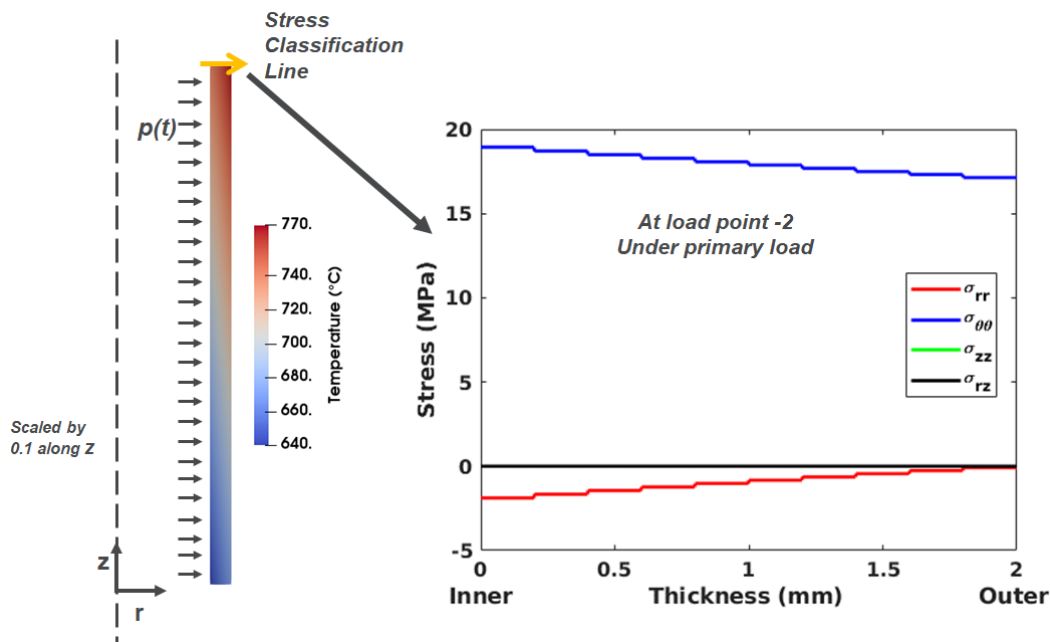 Stress
Classification
Line
p(t)
770.
740.
720.
700.
680.
660.
640.
Temperature (°C)
Scaled by
0.1 along z
z
r
20
15
10
5
0
-5
Stress (MPa)
At load point -2
Under primary load
σrr
σθθ
σzz
σrz
0
0.5
1
1.5
2
Inner
Thickness (mm)
Outer